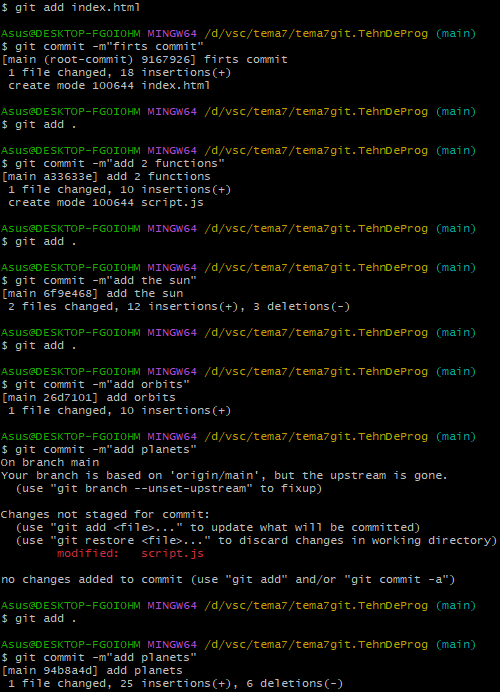 $ git add index.html
Asus@DESKTOP-FGOIOHM MINGW64 /d/vsc/tema7/tema7git.TehnDeProg (main)
$ git commit -m"firts commit"
[main (root-commit) 9167926] firts commit
 1 file changed, 18 insertions(+)
 create mode 100644 index.html
Asus@DESKTOP-FGOIOHM MINGW64 /d/vsc/tema7/tema7git.TehnDeProg (main)
$ git add .
Asus@DESKTOP-FGOIOHM MINGW64 /d/vsc/tema7/tema7git.TehnDeProg (main)
$ git commit -m"add 2 functions"
[main a33633e] add 2 functions
 1 file changed, 10 insertions(+)
 create mode 100644 script.js
Asus@DESKTOP-FGOIOHM MINGW64 /d/vsc/tema7/tema7git.TehnDeProg (main)
$ git add .
Asus@DESKTOP-FGOIOHM MINGW64 /d/vsc/tema7/tema7git.TehnDeProg (main)
$ git commit -m"add the sun"
[main 6f9e468] add the sun
 2 files changed, 12 insertions(+), 3 deletions(-)
Asus@DESKTOP-FGOIOHM MINGW64 /d/vsc/tema7/tema7git.TehnDeProg (main)
$ git add .
Asus@DESKTOP-FGOIOHM MINGW64 /d/vsc/tema7/tema7git.TehnDeProg (main)
$ git commit -m"add orbits"
[main 26d7101] add orbits
 1 file changed, 10 insertions(+)
Asus@DESKTOP-FGOIOHM MINGW64 /d/vsc/tema7/tema7git.TehnDeProg (main)
$ git commit -m"add planets"
On branch main
Your branch is based on 'origin/main', but the upstream is gone.
  (use "git branch --unset-upstream" to fixup)
Changes not staged for commit:
  (use "git add <file>..." to update what will be committed)
  (use "git restore <file>..." to discard changes in working directory)
        modified:   script.js
no changes added to commit (use "git add" and/or "git commit -a")
Asus@DESKTOP-FGOIOHM MINGW64 /d/vsc/tema7/tema7git.TehnDeProg (main)
$ git add .
Asus@DESKTOP-FGOIOHM MINGW64 /d/vsc/tema7/tema7git.TehnDeProg (main)
$ git commit -m"add planets"
[main 94b8a4d] add planets
 1 file changed, 25 insertions(+), 6 deletions(-)